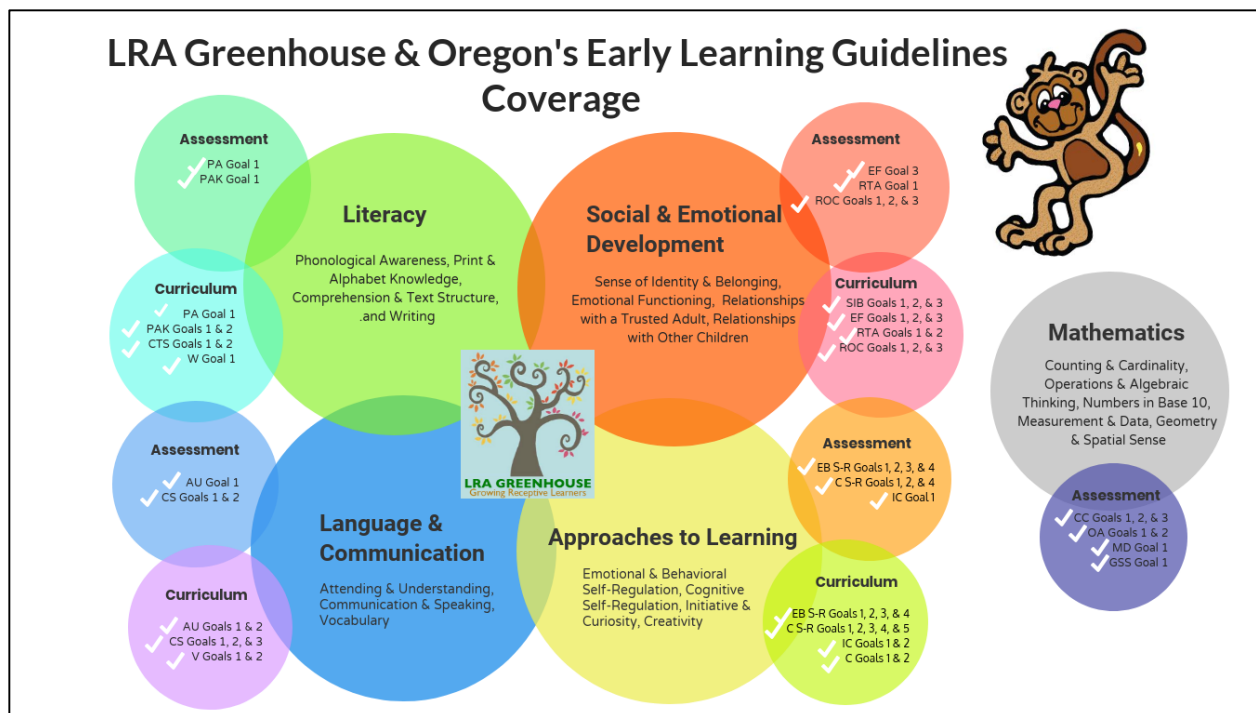 LRA Greenhouse & Oregon's Early Learning Guidelines
Coverage
Assessment
PA Goal 1
PAK Goal 1
Literacy
Phonological Awareness, Print &
Alphabet Knowledge,
Comprehension & Text Structure,
.and Writing
Curriculum
PA Goal 1
PAK Goals 1 & 2
CTS Goals 1 & 2
W Goal 1
Social & Emotional
Development
Sense of Identity & Belonging,
Emotional Functioning, Relationships
with a Trusted Adult, Relationships
with Other Children
Assessment
EF Goal 3
RTA Goal 1
ROC Goals 1, 2, & 3
Curriculum
SIB Goals 1, 2, & 3
EF Goals 1, 2, & 3
RTA Goals 1 & 2
ROC Goals 1, 2, & 3
LRA GREENHOUSE
Growing Receptive Learners
Assessment
AU Goal 1
CS Goals 1 & 2
Language &
Communication
Attending & Understanding,
Communication & Speaking,
Vocabulary
Curriculum
AU Goals 1 & 2
CS Goals 1, 2, & 3
V Goals 1 & 2
Approaches to Learning
Emotional & Behavioral
Self-Regulation, Cognitive
Self-Regulation, Initiative &
Curiosity, Creativity
Assessment
EB S-R Goals 1, 2, 3, & 4
C S-R Goals 1, 2, & 4
IC Goal 1
Curriculum
EB S-R Goals 1, 2, 3, & 4
C S-R Goals 1, 2, 3, 4, & 5
IC Goals 1 & 2
C Goals 1 & 2
Mathematics
Counting & Cardinality,
Operations & Algebraic
Thinking, Numbers in Base 10,
Measurement & Data, Geometry
& Spatial Sense
Assessment
CC Goals 1, 2, & 3
OA Goals 1 & 2
MD Goal 1
GSS Goal 1